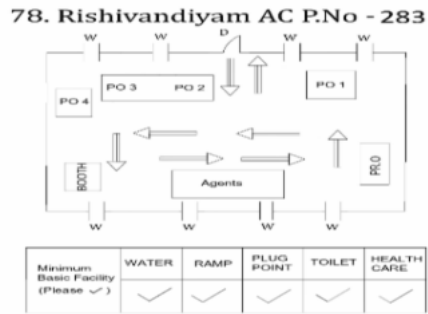 78. Rishivandiyam AC P.No - 283
W W D W W
PO 3 PO 2 PO 1
PO 4
BOOTH
Agents
PRO
W W W W
Minimum Basic Facility (Please ✓) WATER RAMP PLUG POINT TOILET HEALTH CARE
✓ ✓ ✓ ✓ ✓